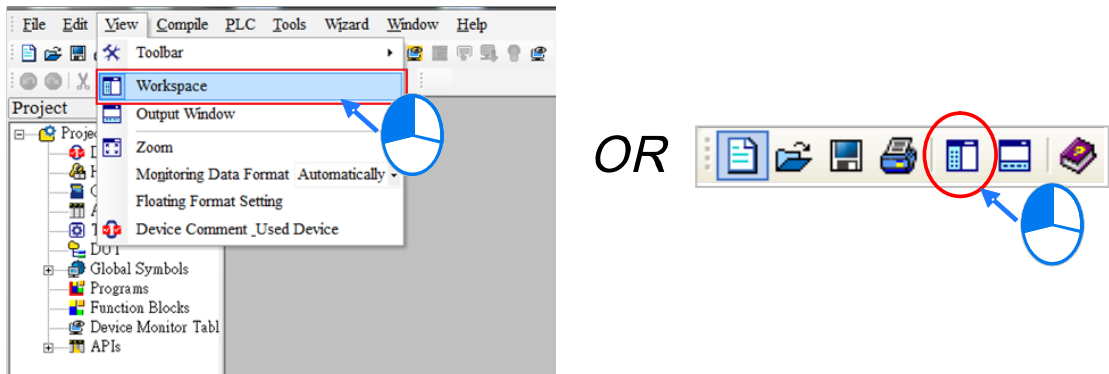 File Edit View Compile PLC Tools Wizard Window Help
Toolbar
Workspace
Project
Output Window
Zoom
Monitoring Data Format Automatically
Floating Format Setting
Device Comment _Used Device
DUT
Global Symbols
Programs
Function Blocks
Device Monitor Tabl
APIs
OR